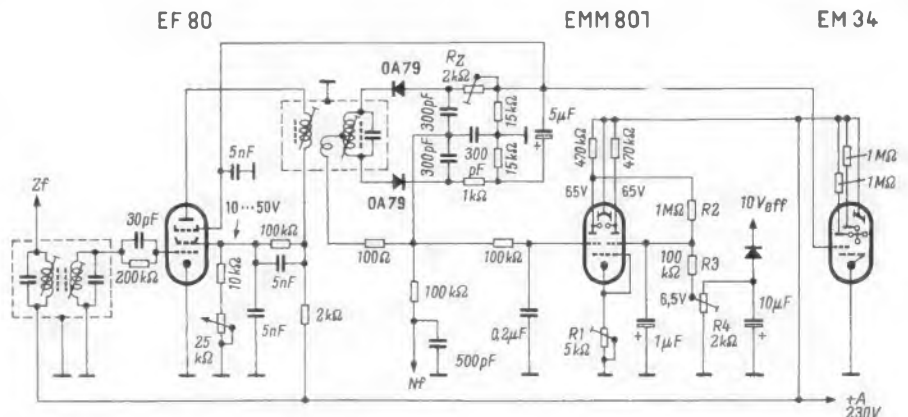 EF 80
EMM 801
EM 34
0A79
RZ
2kΩ
300pF
15kΩ
5µF
470kΩ
470kΩ
1MΩ
1MΩ
5nF
300pF
300
pF
15kΩ
1kΩ
0A79
65V
65V
Zf
10...50V
30pF
200kΩ
100kΩ
5nF
10kΩ
25
kΩ
5nF
2kΩ
100Ω
100kΩ
100kΩ
500pF
Nf
0,2µF
R1
5kΩ
1µF
1MΩ
R2
100
kΩ
R3
6,5V
R4
2kΩ
10Veff
10µF
+A
230V